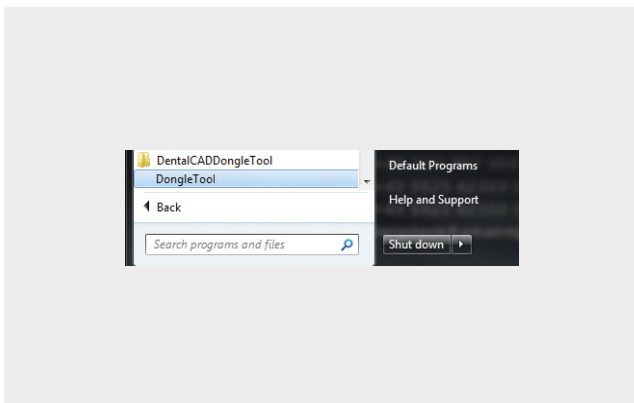 DentalCADDongleTool
DongleTool
Back
Search programs and files
Default Programs
Help and Support
Shut down